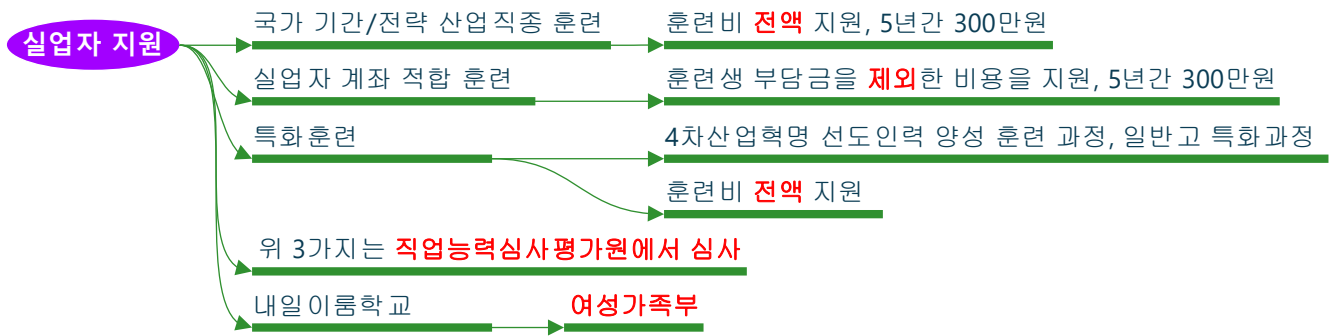 실업자 지원
국가 기간/전략 산업직종 훈련
훈련비 전액 지원, 5년간 300만원
실업자 계좌 적합 훈련
훈련생 부담금을 제외한 비용을 지원, 5년간 300만원
특화훈련
4차산업혁명 선도인력 양성 훈련 과정, 일반고 특화과정
훈련비 전액 지원
위 3가지는 직업능력심사평가원에서 심사
내일이룸학교
여성가족부